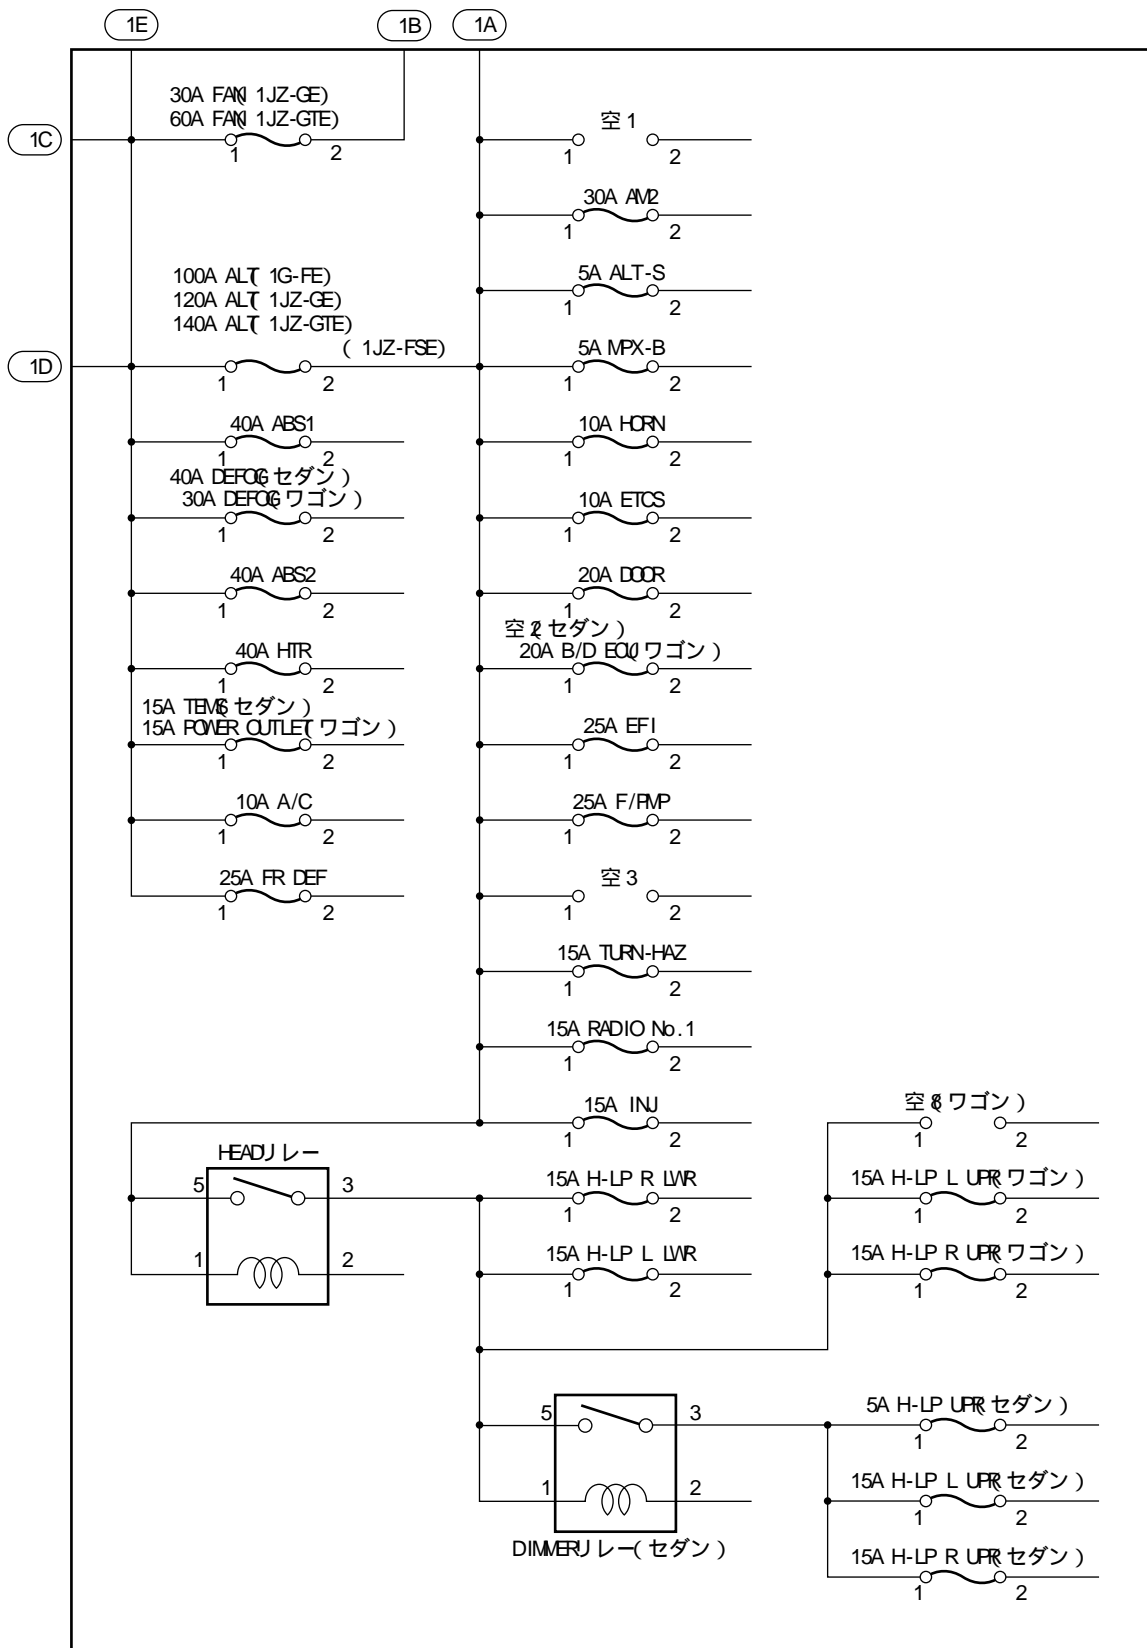 1E
1B
1A
30A FAN( 1JZ-GE)
60A FAN( 1JZ-GTE)
1C
1 2
空1
1 2
30A AM2
1 2
100A ALT( 1G-FE)
120A ALT( 1JZ-GE)
140A ALT( 1JZ-GTE)
( 1JZ-FSE)
5A ALT-S
1 2
1D
1 2
5A MPX-B
1 2
40A ABS1
1 2
10A HORN
1 2
40A DEFOG(セダン)
30A DEFOG(ワゴン)
1 2
10A ETCS
1 2
40A ABS2
1 2
20A DOOR
1 2
40A HTR
1 2
空2(セダン)
20A B/D ECU(ワゴン)
1 2
15A TEMS(セダン)
15A POWER OUTLET(ワゴン)
1 2
25A EFI
1 2
10A A/C
1 2
25A F/PMP
1 2
25A FR DEF
1 2
空3
1 2
15A TURN-HAZ
1 2
15A RADIO No.1
1 2
15A INJ
1 2
空8(ワゴン)
1 2
HEADリレー
5 3
1 2
15A H-LP R LWR
1 2
15A H-LP L UPR(ワゴン)
1 2
15A H-LP L LWR
1 2
15A H-LP R UPR(ワゴン)
1 2
5 3
1 2
DIMMERリレー(セダン)
5A H-LP UPR(セダン)
1 2
15A H-LP L UPR(セダン)
1 2
15A H-LP R UPR(セダン)
1 2